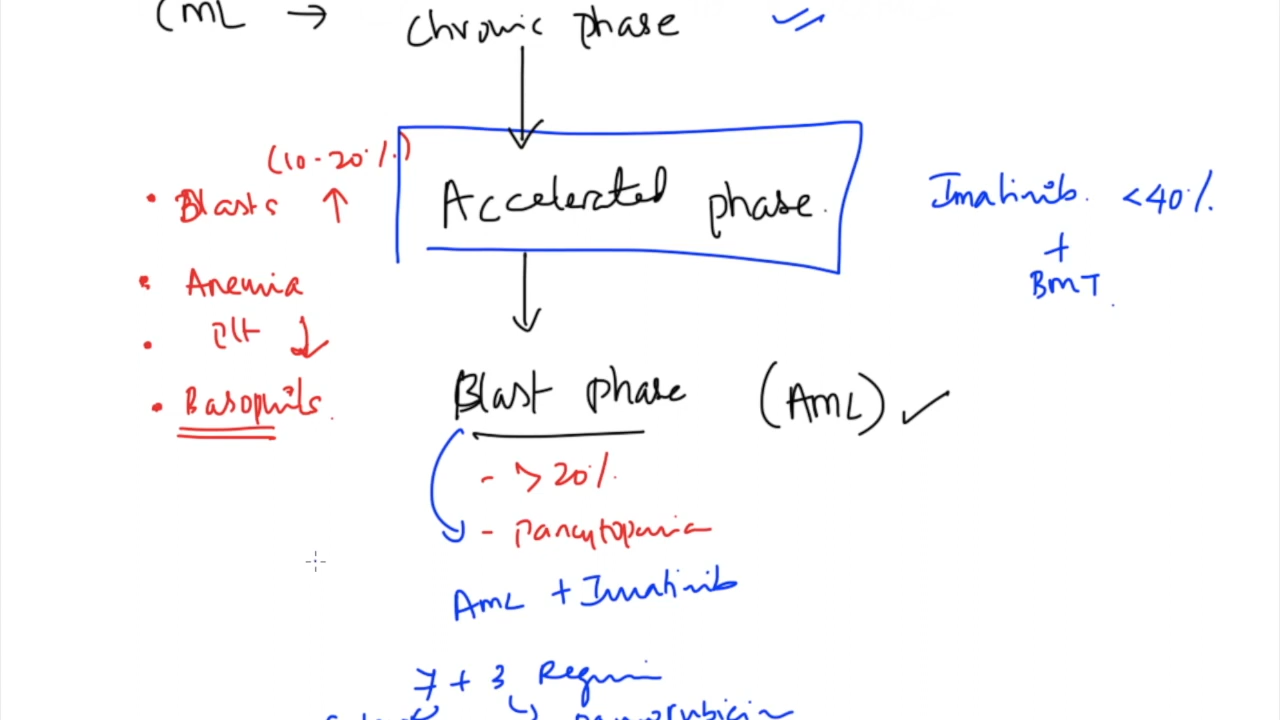 CML → Chronic phase
(10-20%)
• Blasts ↑
Accelerated phase.
Imatinib. <40%.
+
BMT.
• Anemia
• Plt ↓
• Basophils.
Blast phase (AML) ✓
- >20%.
- Pancytopenia
AML + Imatinib
7 + 3 Regimen